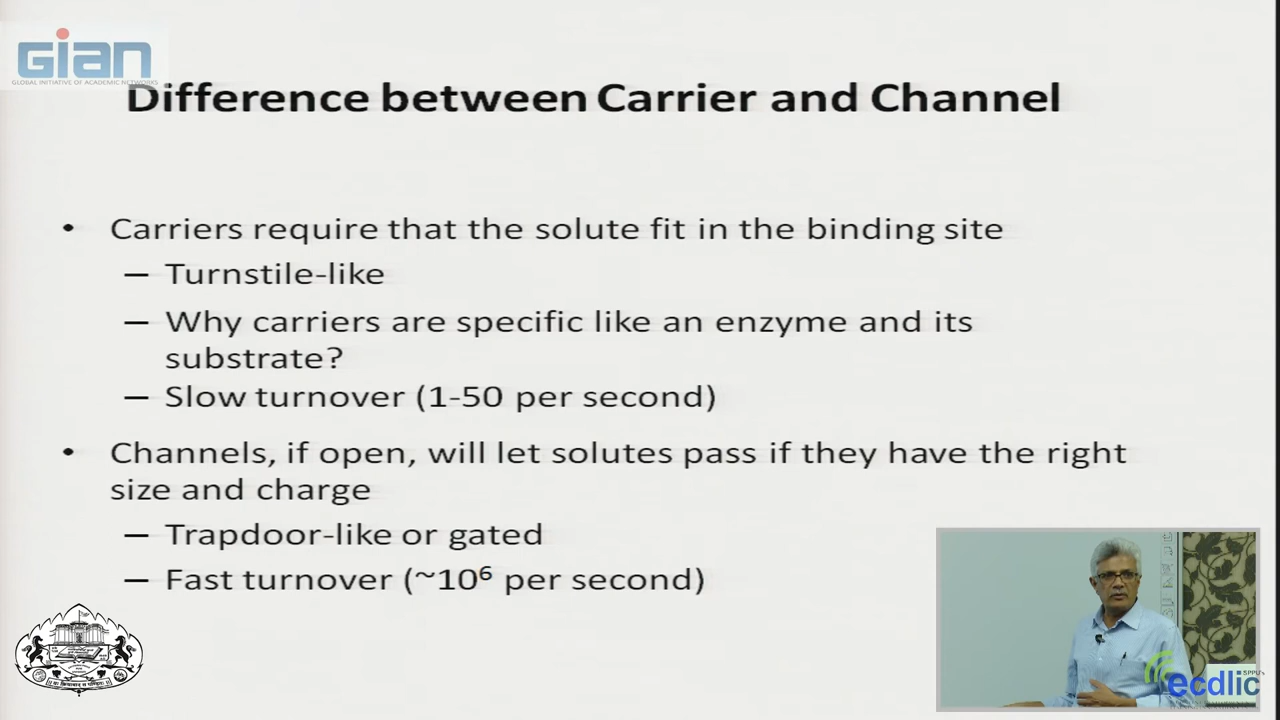 GIAN
GLOBAL INITIATIVE OF ACADEMIC NETWORKS
Difference between Carrier and Channel
• Carriers require that the solute fit in the binding site
– Turnstile-like
– Why carriers are specific like an enzyme and its
substrate?
– Slow turnover (1-50 per second)
• Channels, if open, will let solutes pass if they have the right
size and charge
– Trapdoor-like or gated
– Fast turnover (~10⁶ per second)
SPPU's
ecdlic